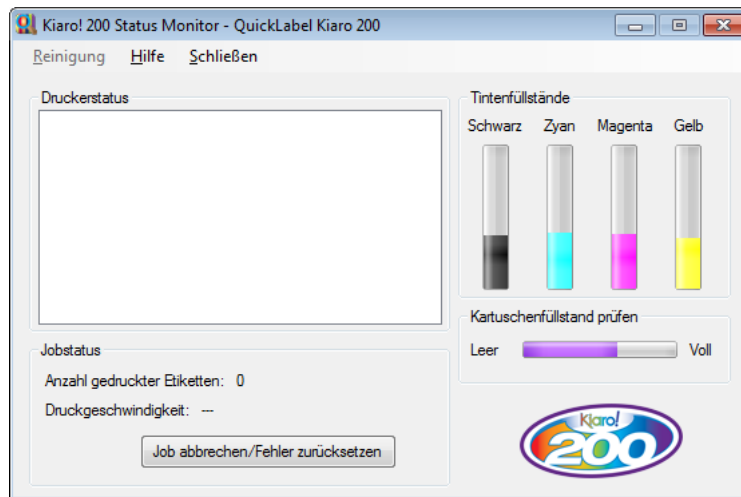 Kiaro! 200 Status Monitor - QuickLabel Kiaro 200
Reinigung Hilfe Schließen
Druckerstatus
Tintenfüllstände
Schwarz Zyan Magenta Gelb
Kartuschenfüllstand prüfen
Leer Voll
Jobstatus
Anzahl gedruckter Etiketten: 0
Druckgeschwindigkeit: ---
Job abbrechen/Fehler zurücksetzen
Kiaro!
200